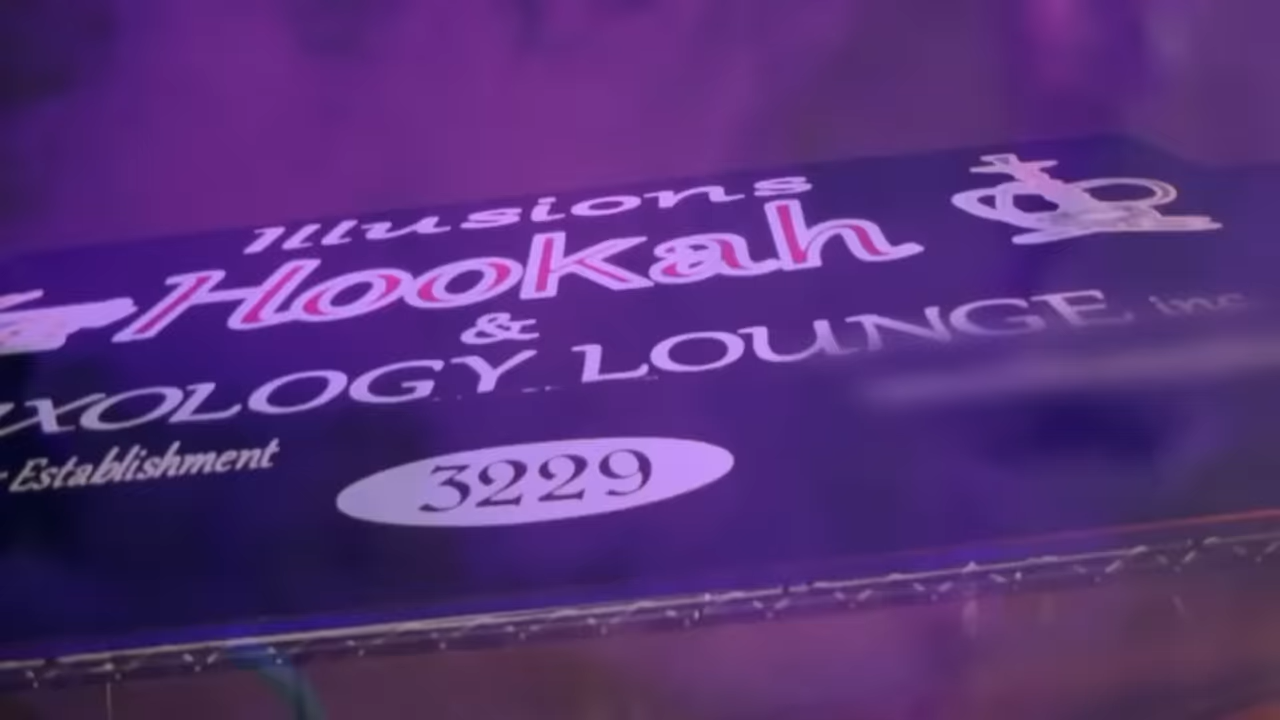 Illusions
Hookah
&
XOLOGY LOUNGE inc
Establishment
3229